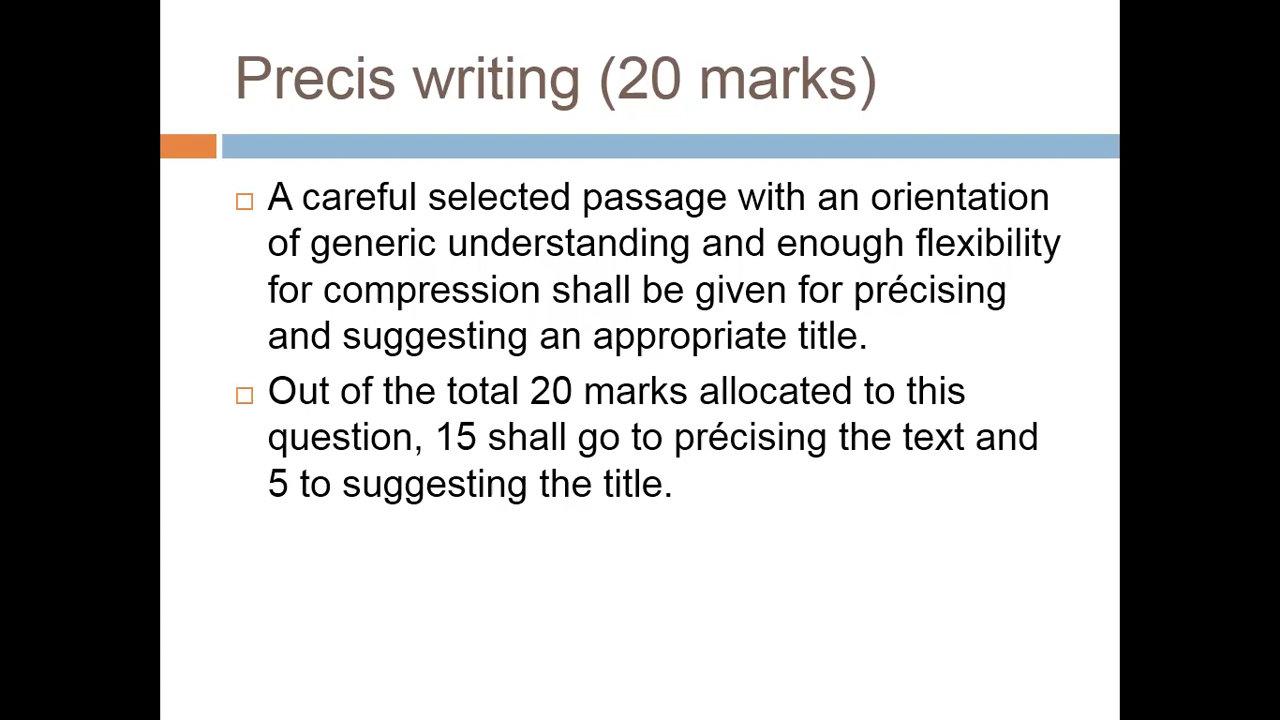 Precis writing (20 marks)
A careful selected passage with an orientation
of generic understanding and enough flexibility
for compression shall be given for précising
and suggesting an appropriate title.
Out of the total 20 marks allocated to this
question, 15 shall go to précising the text and
5 to suggesting the title.